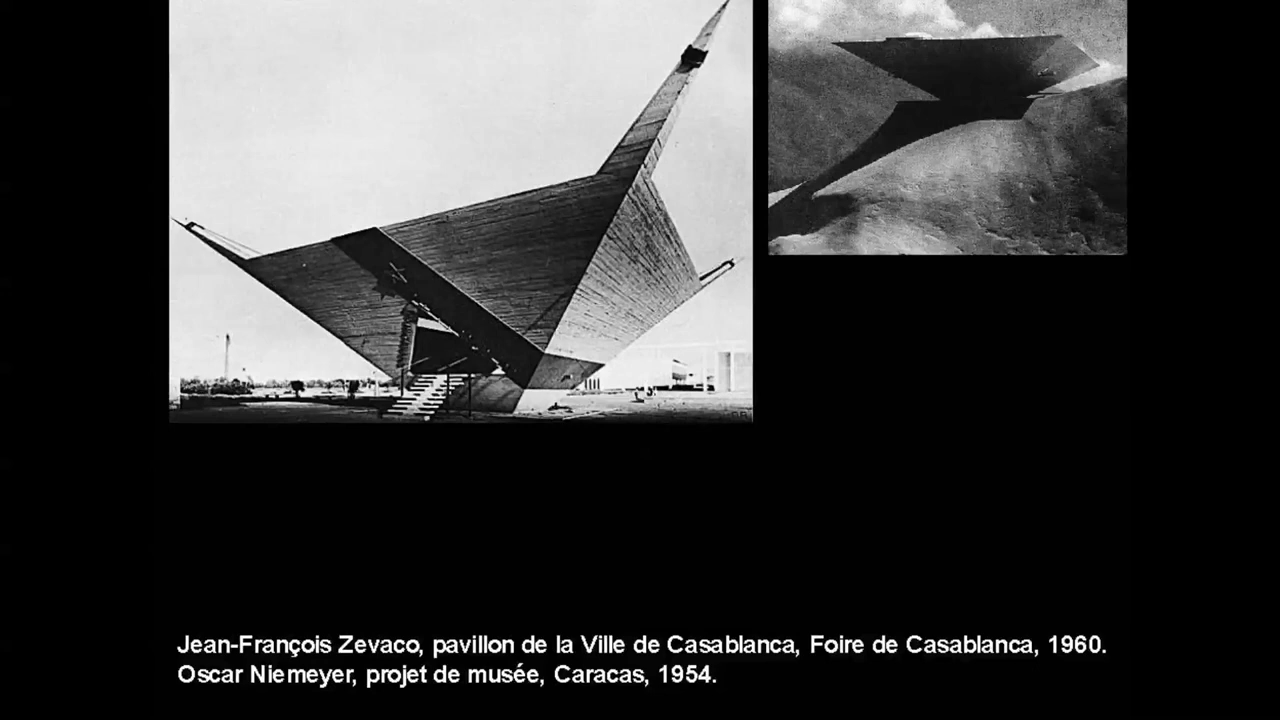 Jean-François Zevaco, pavillon de la Ville de Casablanca, Foire de Casablanca, 1960.
Oscar Niemeyer, projet de musée, Caracas, 1954.